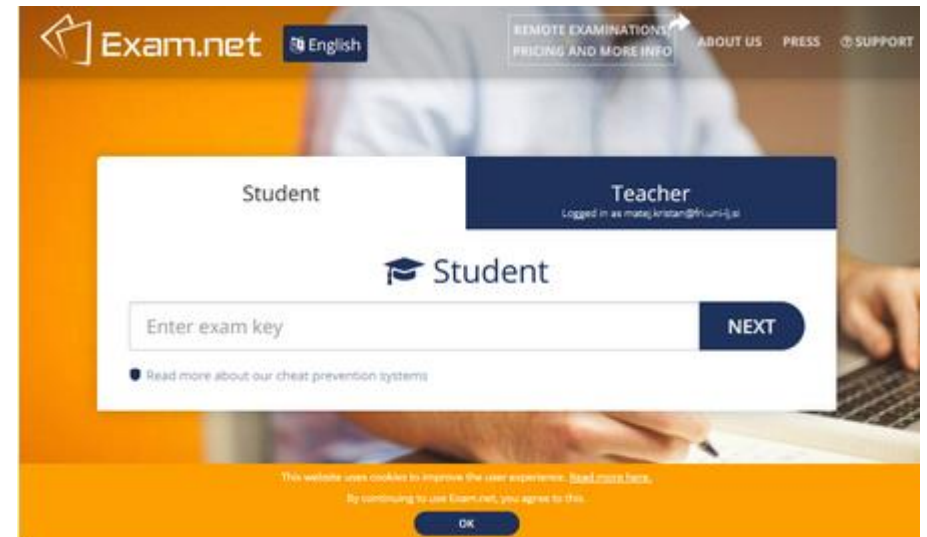 Exam.net
English
REMOTE EXAMINATIONS,
PRICING AND MORE INFO
ABOUT US
PRESS
SUPPORT
Student
Teacher
Logged in as matej.kristan@fri.uni-lj.si
Student
Enter exam key
NEXT
Read more about our cheat prevention systems
This website uses cookies to improve the user experience. Read more here.
By continuing to use Exam.net, you agree to this.
OK